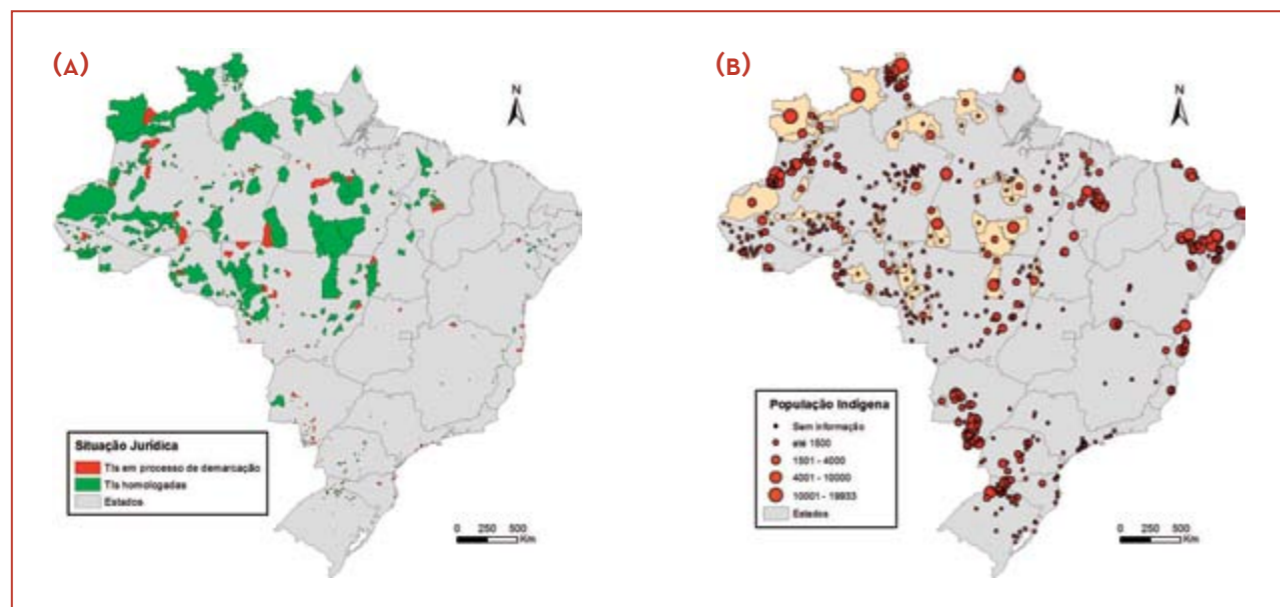 (A)
N
Situação Jurídica
TIs em processo de demarcação
TIs homologadas
Estados
0 250 500
Km
(B)
N
População Indígena
Sem informação
até 1500
1501 - 4000
4001 - 10000
10001 - 19933
Estados
0 250 500
Km